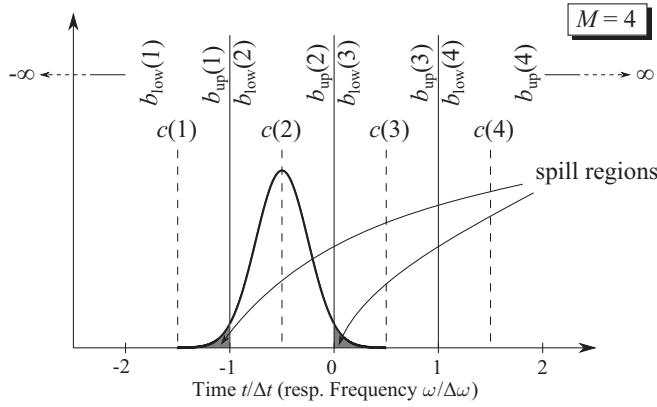 M = 4
-∞
b_low(1)
b_up(1)
b_low(2)
b_up(2)
b_low(3)
b_up(3)
b_low(4)
b_up(4)
∞
c(1)
c(2)
c(3)
c(4)
spill regions
-2
-1
0
1
2
Time t/Δt (resp. Frequency ω/Δω)